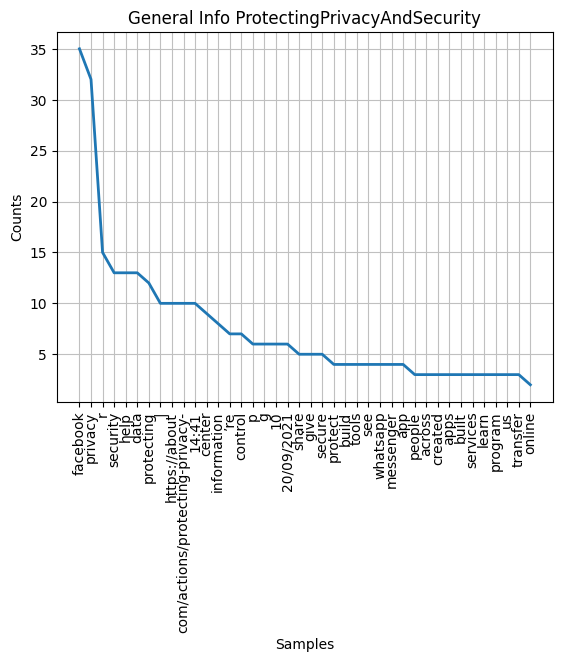 General Info ProtectingPrivacyAndSecurity
Counts
35
30
25
20
15
10
5
facebook
privacy
r
security
help
data
protecting
https://about
com/actions/protecting-privacy-
14:41
center
information
're
control
p
g
10
20/09/2021
share
give
secure
protect
build
tools
see
whatsapp
messenger
app
people
across
created
apps
built
services
learn
program
us
transfer
online
Samples